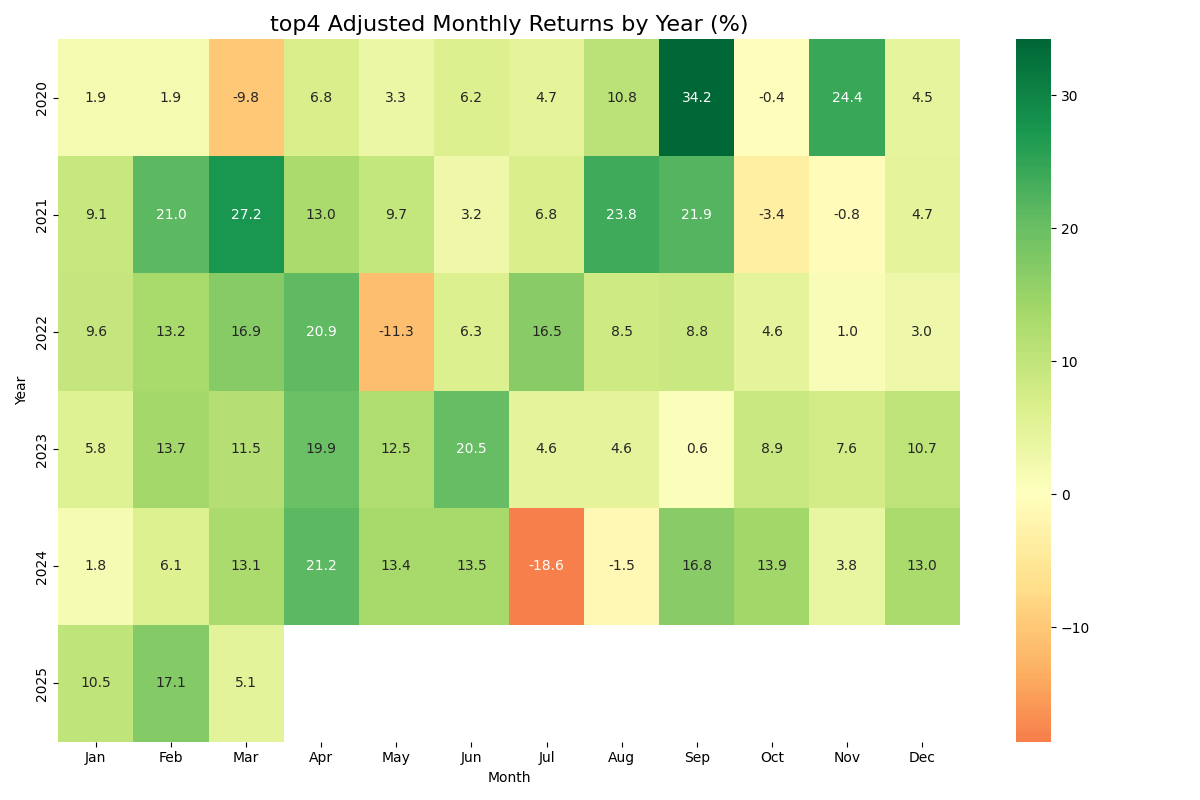 top4 Adjusted Monthly Returns by Year (%)
2020 1.9 1.9 -9.8 6.8 3.3 6.2 4.7 10.8 34.2 -0.4 24.4 4.5
2021 9.1 21.0 27.2 13.0 9.7 3.2 6.8 23.8 21.9 -3.4 -0.8 4.7
2022 9.6 13.2 16.9 20.9 -11.3 6.3 16.5 8.5 8.8 4.6 1.0 3.0
2023 5.8 13.7 11.5 19.9 12.5 20.5 4.6 4.6 0.6 8.9 7.6 10.7
2024 1.8 6.1 13.1 21.2 13.4 13.5 -18.6 -1.5 16.8 13.9 3.8 13.0
2025 10.5 17.1 5.1
Year
Jan Feb Mar Apr May Jun Jul Aug Sep Oct Nov Dec
Month
30
20
10
0
−10